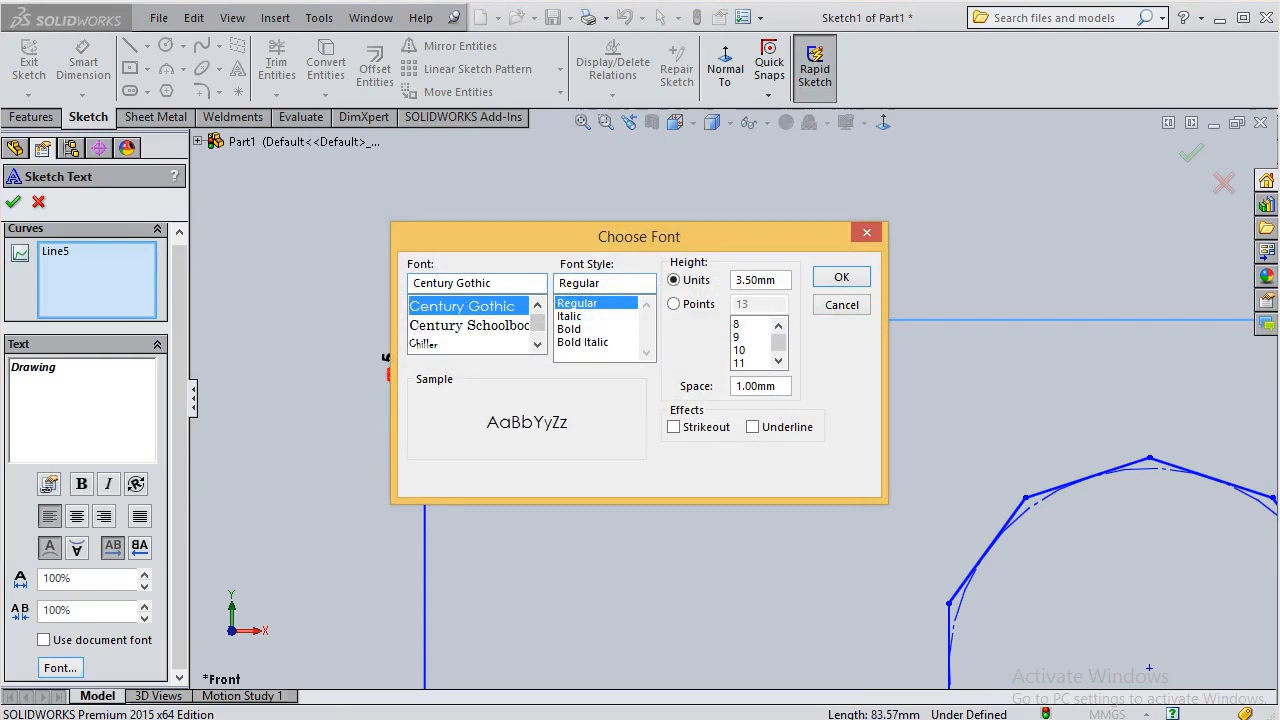 SOLIDWORKS
File Edit View Insert Tools Window Help
Sketch1 of Part1 *
Search files and models
Exit Sketch
Smart Dimension
Trim Entities
Convert Entities
Offset Entities
Mirror Entities
Linear Sketch Pattern
Move Entities
Display/Delete Relations
Repair Sketch
Normal To
Quick Snaps
Rapid Sketch
Features Sketch Sheet Metal Weldments Evaluate DimXpert SOLIDWORKS Add-Ins
Part1 (Default<<Default>_...
Sketch Text
?
Curves
Line5
Text
Drawing
B I
A AB BA
A 100%
AB 100%
Use document font
Font...
Choose Font
Font:
Century Gothic
Century Gothic
Century Schoolboo
Chiller
Font Style:
Regular
Regular
Italic
Bold
Bold Italic
Height:
Units 3.50mm
Points 13
8
9
10
11
Space: 1.00mm
OK
Cancel
Sample
AaBbYyZz
Effects
Strikeout Underline
Y
X
*Front
Activate Windows
Go to PC settings to activate Windows.
Model 3D Views Motion Study 1
SOLIDWORKS Premium 2015 x64 Edition
Length: 83.57mm Under Defined MMGS